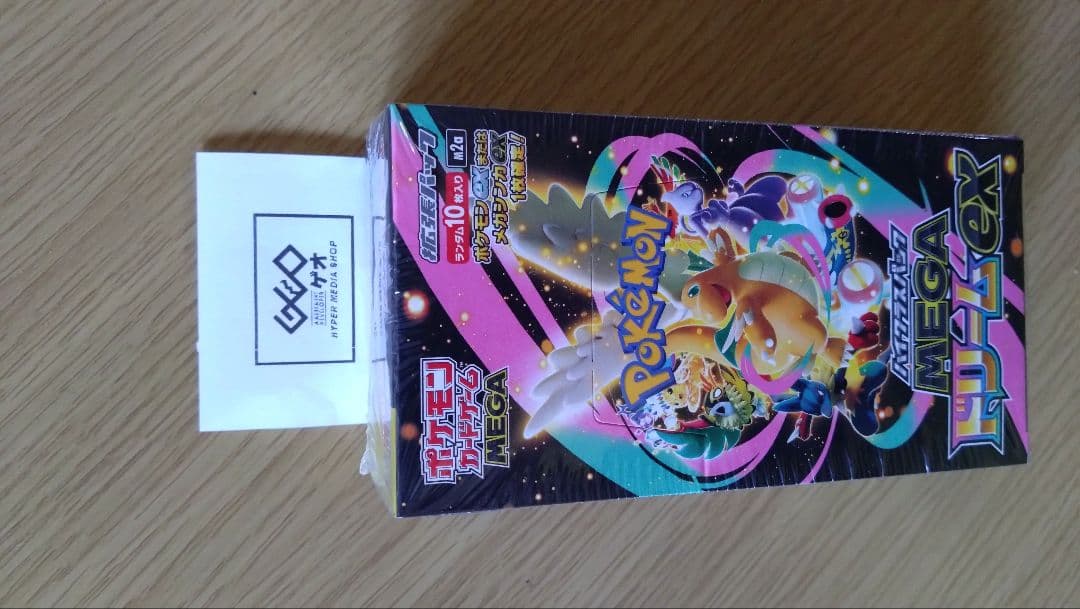 拡張パック
M2a
ランダム10枚入り
ポケモンexまたは
メガシンカex
1枚確定!!
ポケモン
カードゲーム
MEGA
POKéMON
ハイクラスパック
MEGA
ドリームex
GEO
ゲオ
HYPER MEDIA SHOP